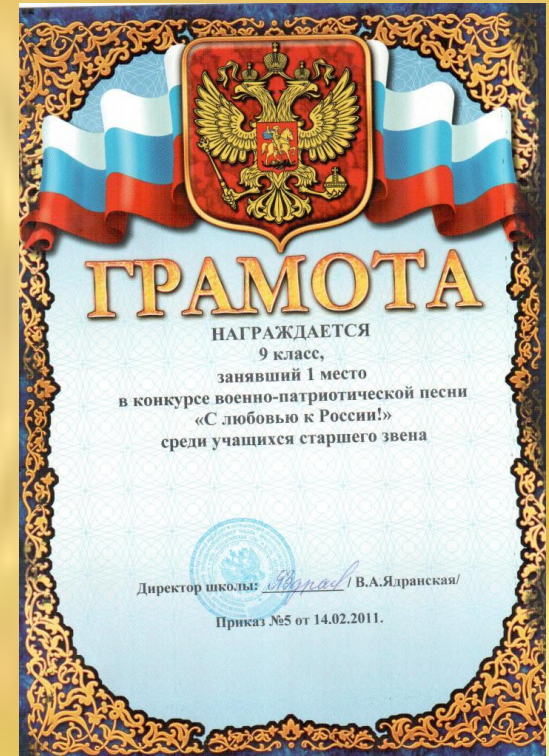 ГРАМОТА
НАГРАЖДАЕТСЯ
9 класс,
занявший 1 место
в конкурсе военно-патриотической песни
«С любовью к России!»
среди учащихся старшего звена
Директор школы: / В.А.Ядранская/
Приказ №5 от 14.02.2011.